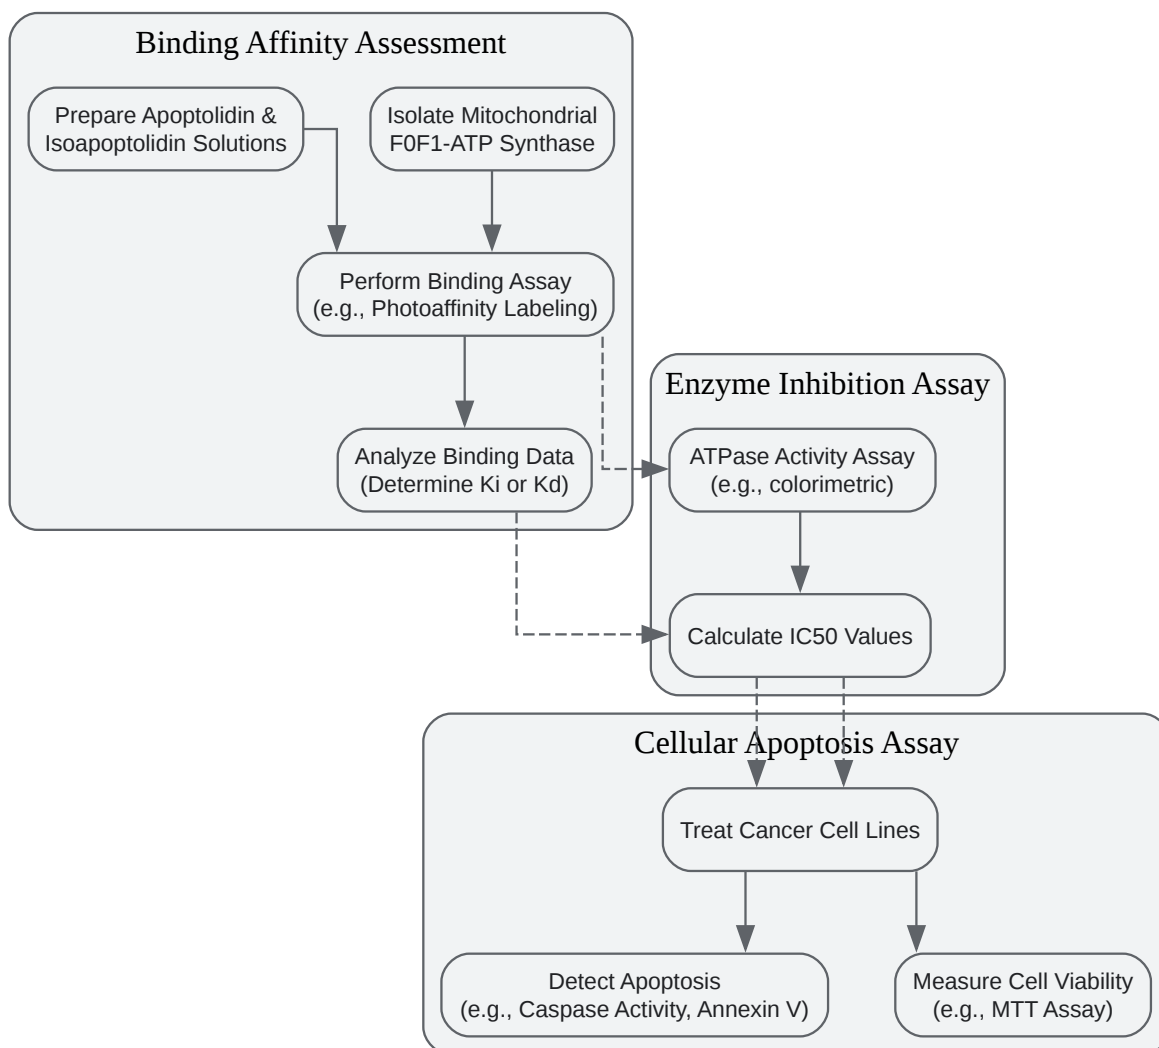 Binding Affinity Assessment
Prepare Apoptolidin &
Isoapoptolidin Solutions
Isolate Mitochondrial
F0F1-ATP Synthase
Perform Binding Assay
(e.g., Photoaffinity Labeling)
Analyze Binding Data
(Determine Ki or Kd)
Enzyme Inhibition Assay
ATPase Activity Assay
(e.g., colorimetric)
Calculate IC50 Values
Cellular Apoptosis Assay
Treat Cancer Cell Lines
Detect Apoptosis
(e.g., Caspase Activity, Annexin V)
Measure Cell Viability
(e.g., MTT Assay)